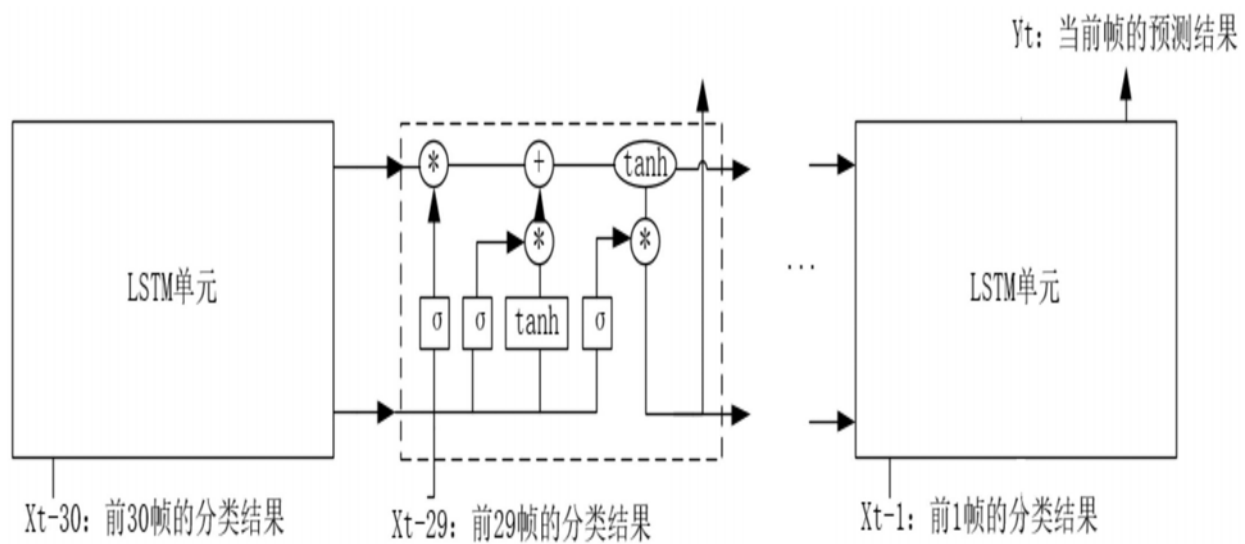 Yt: 当前帧的预测结果
* + tanh
LSTM单元
* *
σ σ tanh σ
...
LSTM单元
Xt-30: 前30帧的分类结果
Xt-29: 前29帧的分类结果
Xt-1: 前1帧的分类结果